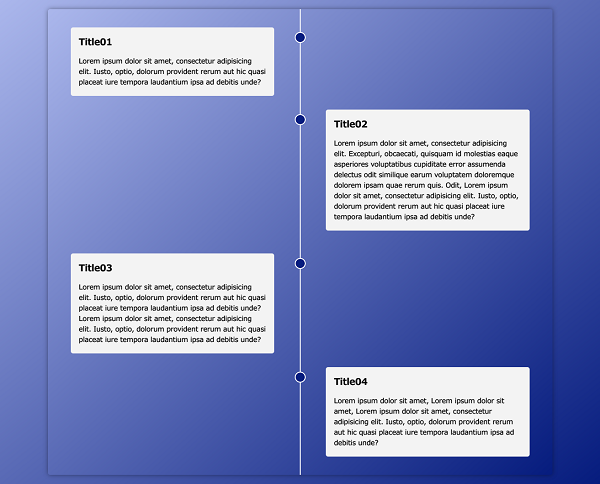 Title01
Lorem ipsum dolor sit amet, consectetur adipisicing
elit. Iusto, optio, dolorum provident rerum aut hic quasi
placeat iure tempora laudantium ipsa ad debitis unde?
Title02
Lorem ipsum dolor sit amet, consectetur adipisicing
elit. Excepturi, obcaecati, quisquam id molestias eaque
asperiores voluptatibus cupiditate error assumenda
delectus odit similique earum voluptatem doloremque
dolorem ipsam quae rerum quis. Odit, Lorem ipsum
dolor sit amet, consectetur adipisicing elit. Iusto, optio,
dolorum provident rerum aut hic quasi placeat iure
tempora laudantium ipsa ad debitis unde?
Title03
Lorem ipsum dolor sit amet, consectetur adipisicing
elit. Iusto, optio, dolorum provident rerum aut hic quasi
placeat iure tempora laudantium ipsa ad debitis unde?
Lorem ipsum dolor sit amet, consectetur adipisicing
elit. Iusto, optio, dolorum provident rerum aut hic quasi
placeat iure tempora laudantium ipsa ad debitis unde?
Title04
Lorem ipsum dolor sit amet, Lorem ipsum dolor sit
amet, Lorem ipsum dolor sit amet, consectetur
adipisicing elit. Iusto, optio, dolorum provident rerum
aut hic quasi placeat iure tempora laudantium ipsa ad
debitis unde?